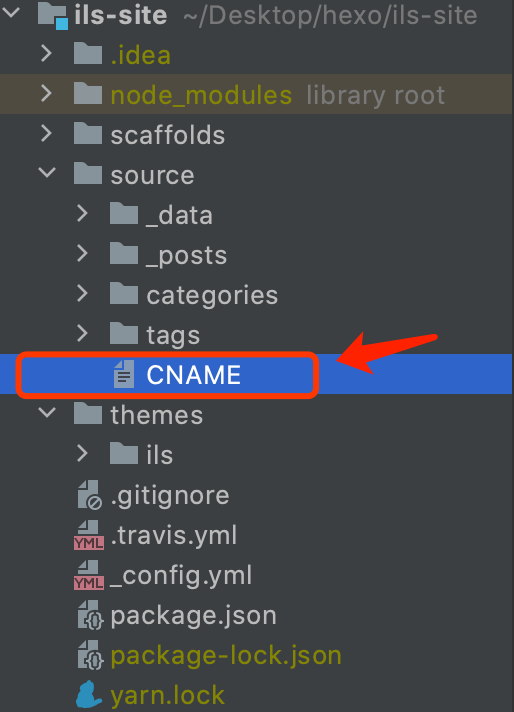 ils-site ~/Desktop/hexo/ils-site
.idea
node_modules library root
scaffolds
source
_data
_posts
categories
tags
CNAME
themes
ils
.gitignore
YML .travis.yml
YML _config.yml
package.json
package-lock.json
yarn.lock